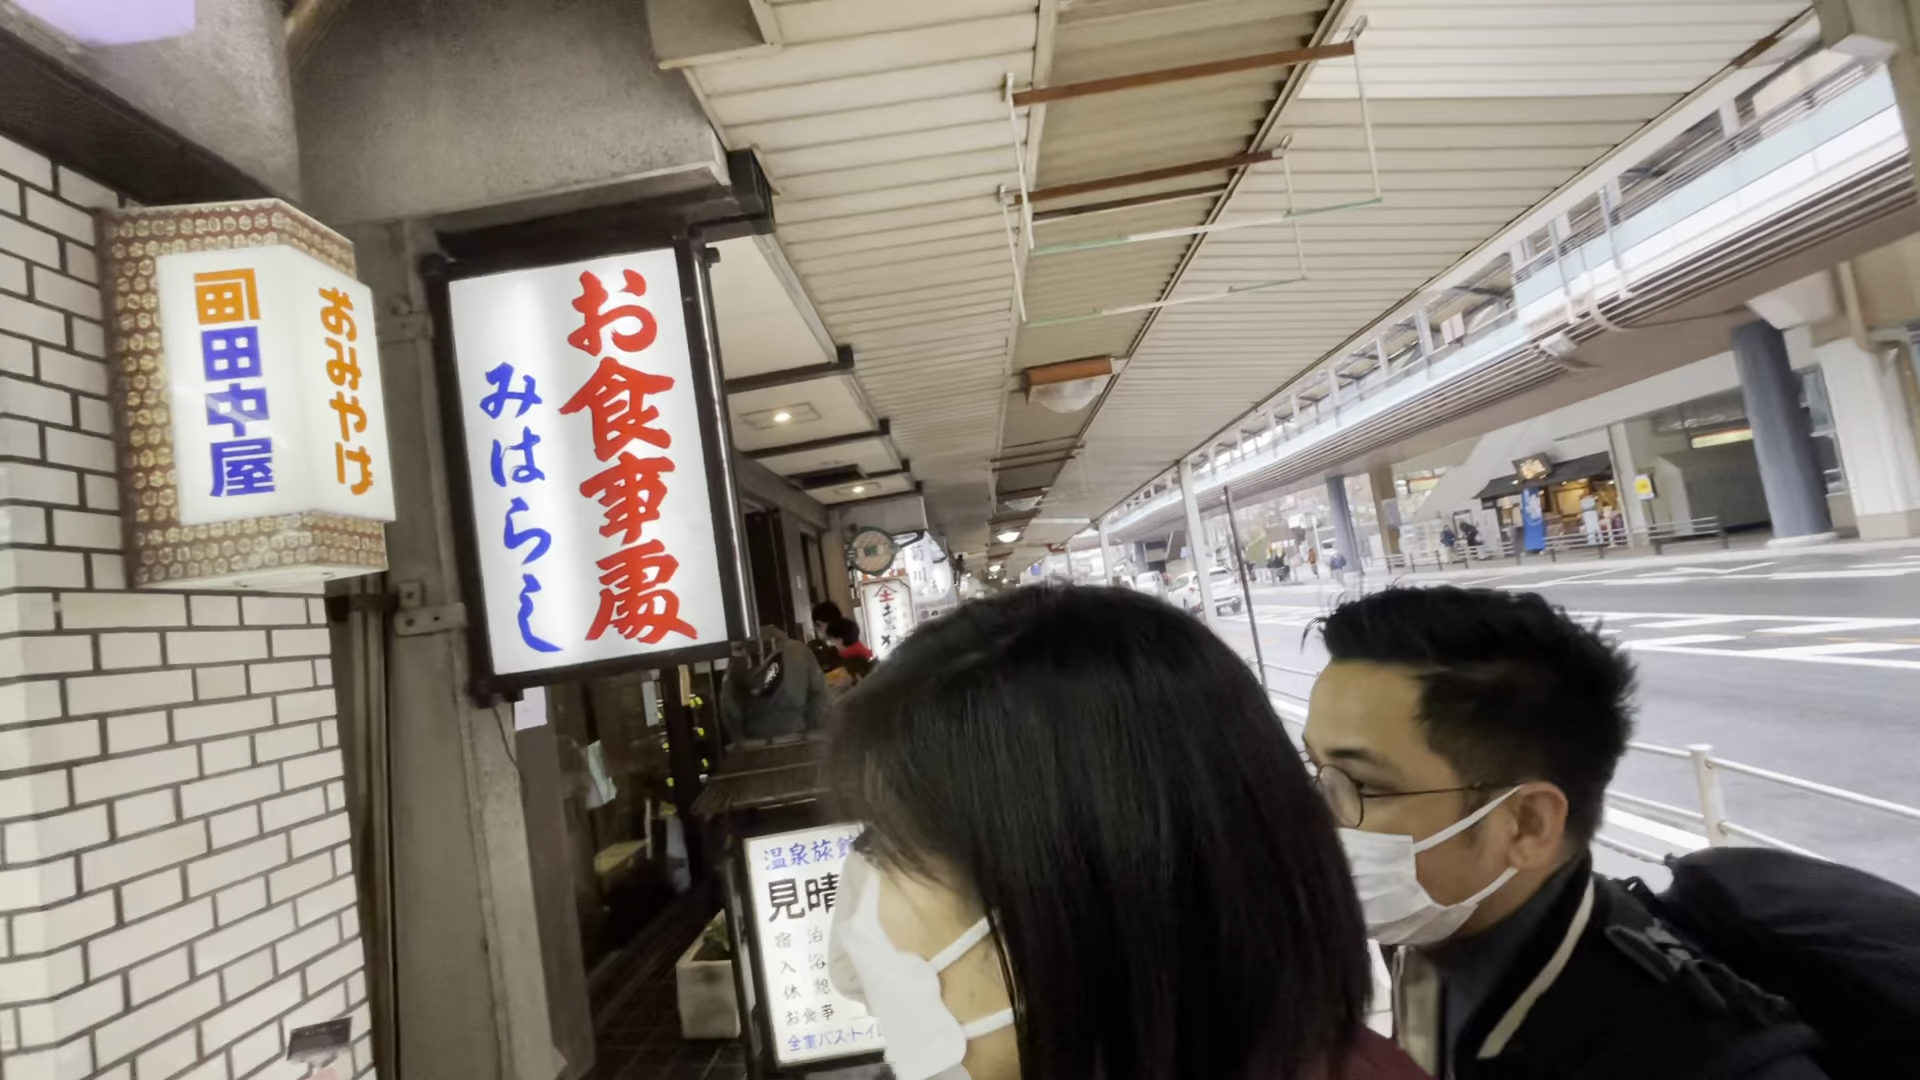 田中屋
おみやげ
お食事処
みはらし
温泉旅館
見晴
宿泊
入浴
休憩
お食事
全室バス・トイレ